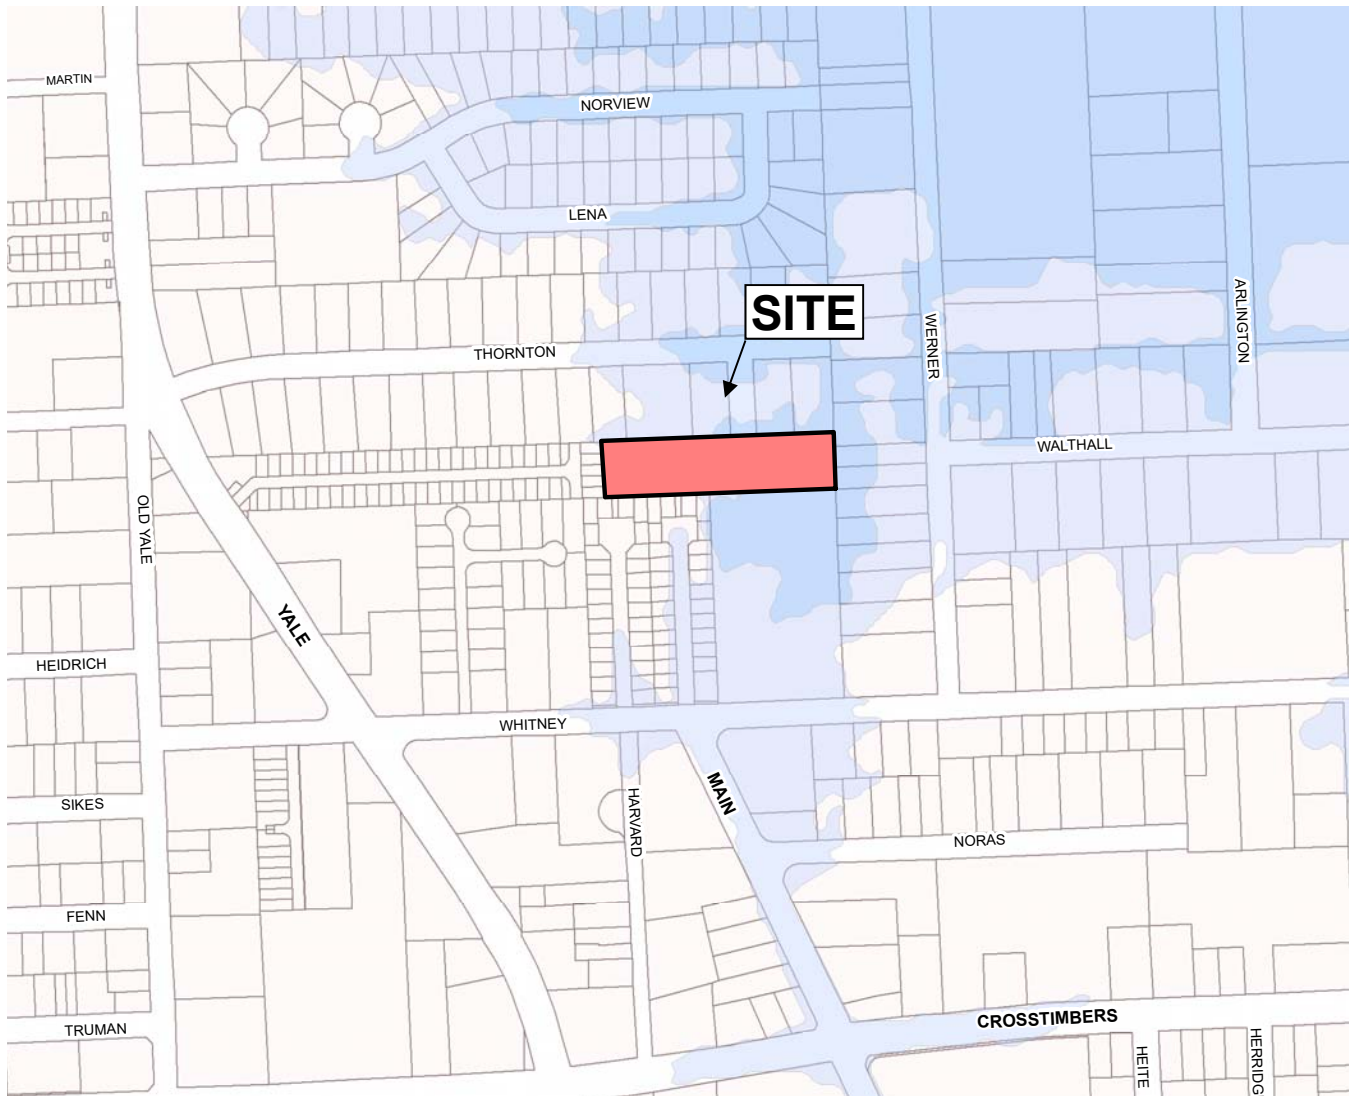 MARTIN
NORVIEW
LENA
SITE
ARLINGTON
WERNER
THORNTON
WALTHALL
OLD YALE
YALE
HEIDRICH
WHITNEY
MAIN
SIKES
HARVARD
NORAS
FENN
CROSSTIMBERS
TRUMAN
HEITE
HERRIDG